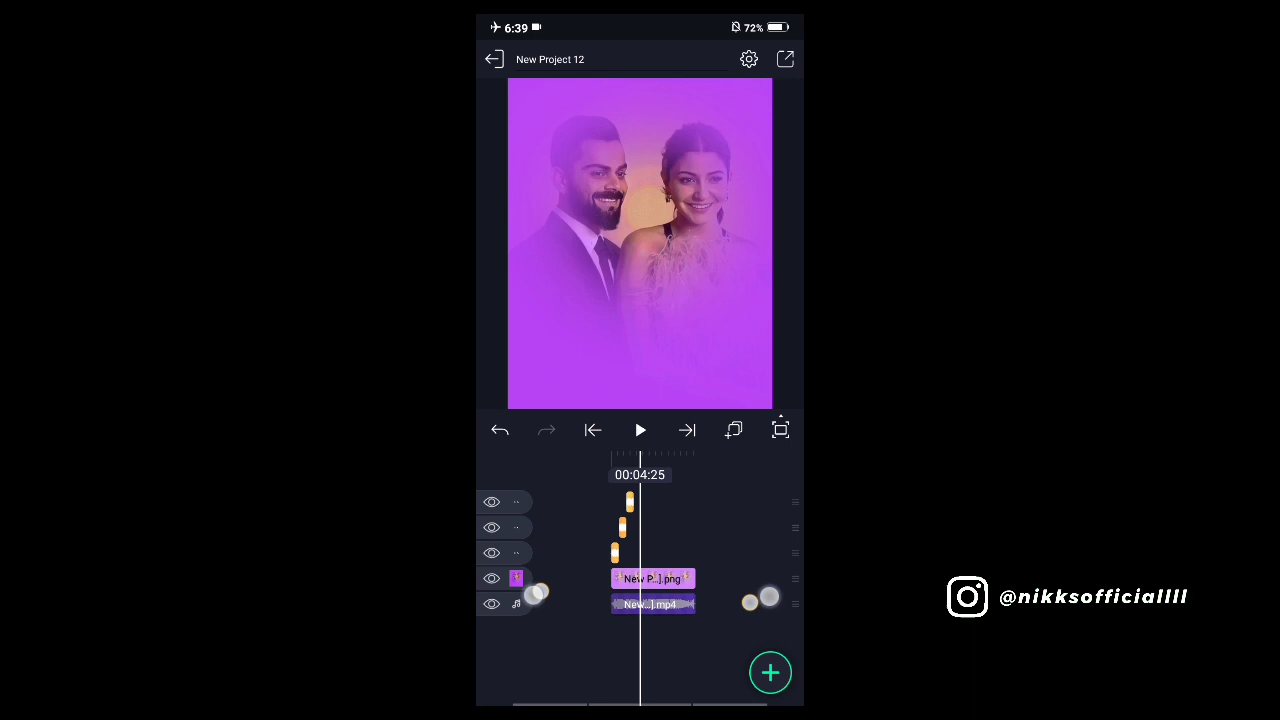 6:39
72%
New Project 12
00:04:25
New P...].png
New...].mp4
@nikksofficiallll